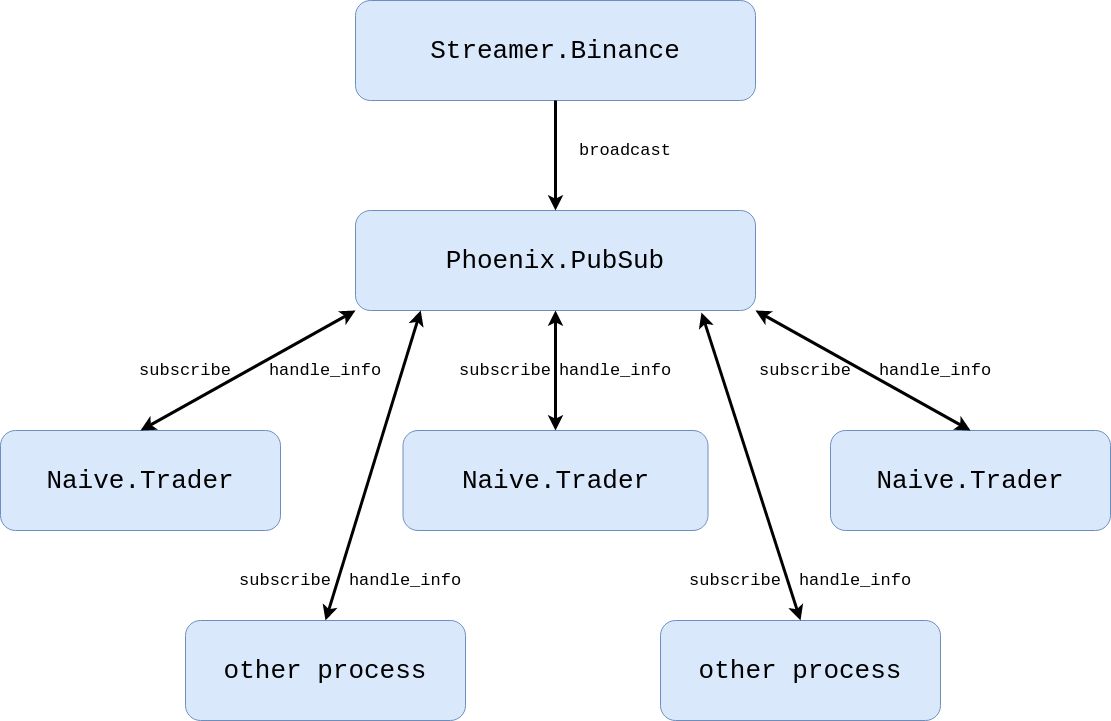 Streamer.Binance
broadcast
Phoenix.PubSub
subscribe handle_info
subscribe handle_info
subscribe handle_info
Naive.Trader
Naive.Trader
Naive.Trader
subscribe handle_info
subscribe handle_info
other process
other process